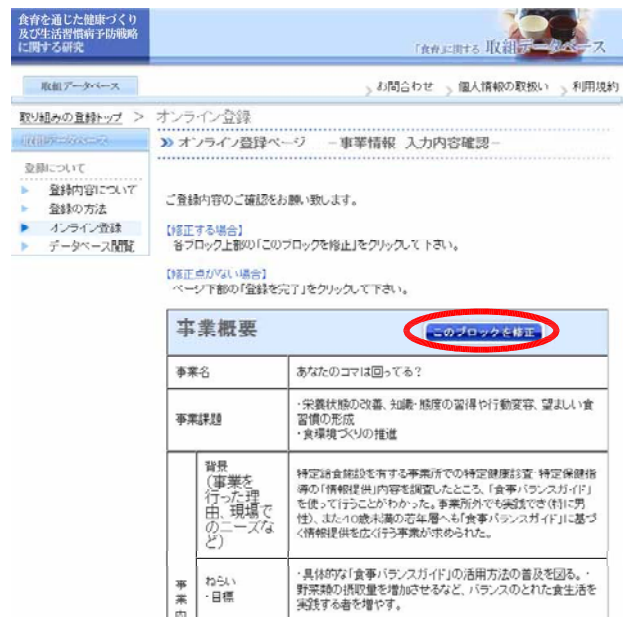 食育を通じた健康づくり
及び生活習慣病予防戦略
に関する研究
「食育」に関する 取組データベース
取組データベース
お問合わせ 個人情報の取扱い 利用規約
取り組みの登録トップ > オンライン登録
取組データベース
オンライン登録ページ －事業情報 入力内容確認－
登録について
登録内容について
登録の方法
オンライン登録
データベース閲覧
ご登録内容のご確認をお願い致します。
【修正する場合】
各ブロック上部の「このブロックを修正」をクリックして下さい。
【修正点がない場合】
ページ下部の「登録を完了」をクリックして下さい。
事業概要
このブロックを修正
事業名
あなたのコマは回ってる？
事業課題
・栄養状態の改善、知識・態度の習得や行動変容、望ましい食
習慣の形成
・食環境づくりの推進
背景
（事業を
行った理
由、現場で
のニーズな
ど）
特定給食施設を有する事業所での特定健康診査・特定保健指
導の「情報提供」内容を調査したところ、「食事バランスガイド」
を使って行うことがわかった。事業所外でも実践でき（特に男
性）、また40歳未満の若年層へも「食事バランスガイド」に基づ
く情報提供を広く行う事業が求められた。
事
業
内
ねらい
・目標
・具体的な「食事バランスガイド」の活用方法の普及を図る。・
野菜類の摂取量を増加させるなど、バランスのとれた食生活を
実践する者を増やす。